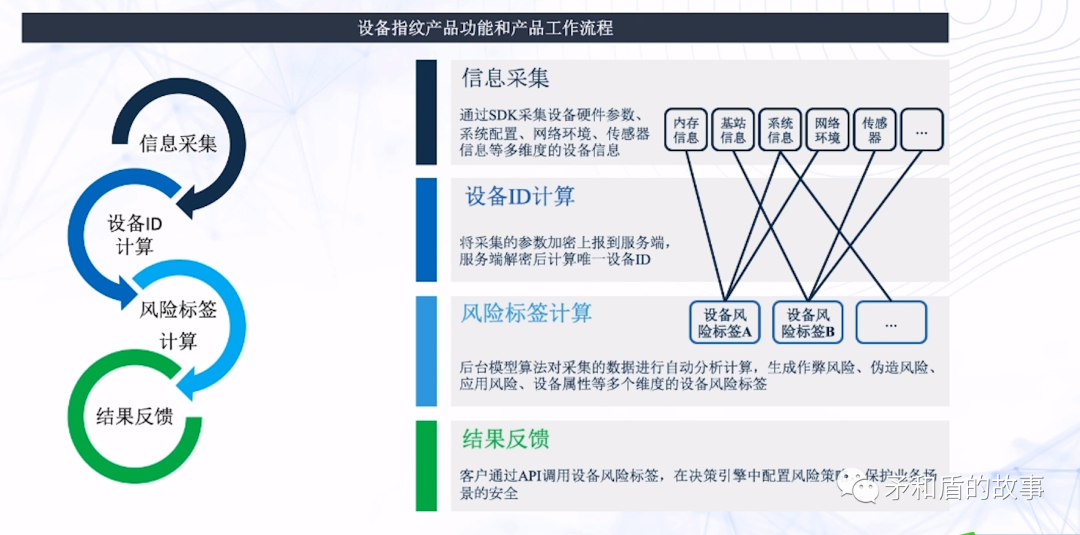 设备指纹产品功能和产品工作流程
信息采集
设备ID
计算
风险标签
计算
结果反馈
信息采集
通过SDK采集设备硬件参数、
系统配置、网络环境、传感器
信息等多维度的设备信息
内存
信息
基站
信息
系统
信息
网络
环境
传感
器
...
设备ID计算
将采集的参数加密上报到服务端，
服务端解密后计算唯一设备ID
风险标签计算
设备风
险标签A
设备风
险标签B
...
后台模型算法对采集的数据进行自动分析计算，生成作弊风险、伪造风险、
应用风险、设备属性等多个维度的设备风险标签
结果反馈
客户通过API调用设备风险标签，在决策引擎中配置风险策 保护业务场
景的安全
矛和盾的故事